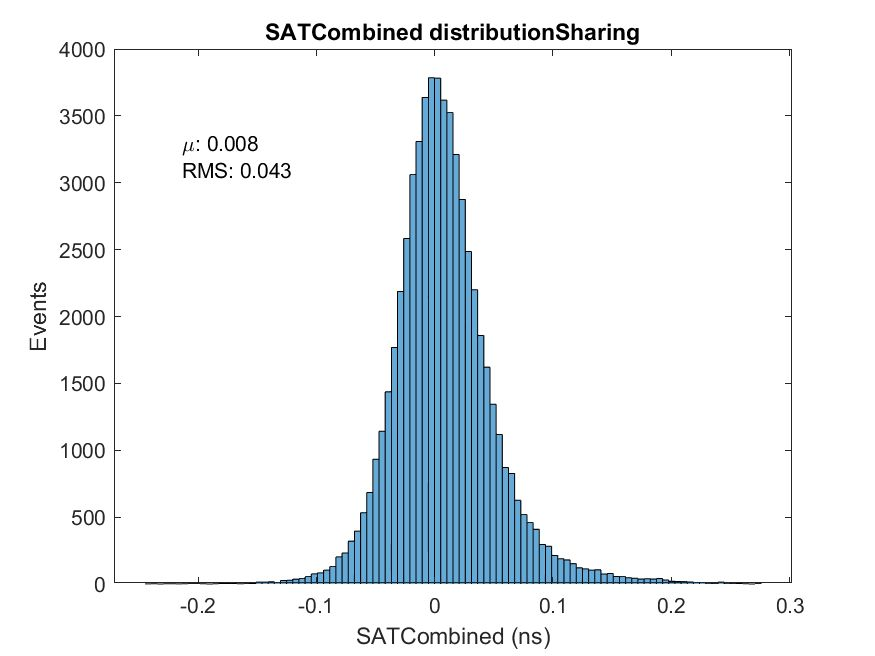 SATCombined distributionSharing
4000
3500
3000
2500
2000
1500
1000
500
0
μ: 0.008
RMS: 0.043
Events
-0.2 -0.1 0 0.1 0.2 0.3
SATCombined (ns)